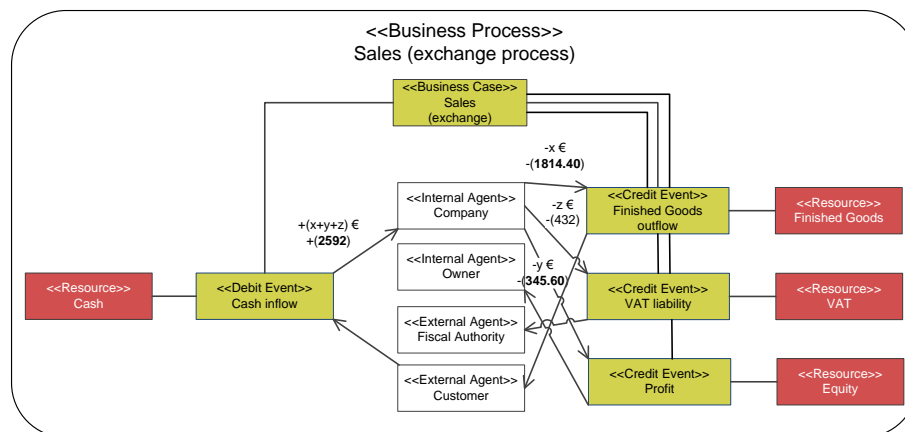 <<Business Process>>
Sales (exchange process)
<<Business Case>>
Sales
(exchange)
-x €
-(1814.40)
<<Internal Agent>>
Company
-z €
-(432)
<<Credit Event>>
Finished Goods
outflow
<<Resource>>
Finished Goods
+(x+y+z) €
+(2592)
<<Internal Agent>>
Owner
-y €
-(345.60)
<<Resource>>
Cash
<<Debit Event>>
Cash inflow
<<Credit Event>>
VAT liability
<<Resource>>
VAT
<<External Agent>>
Fiscal Authority
<<External Agent>>
Customer
<<Credit Event>>
Profit
<<Resource>>
Equity